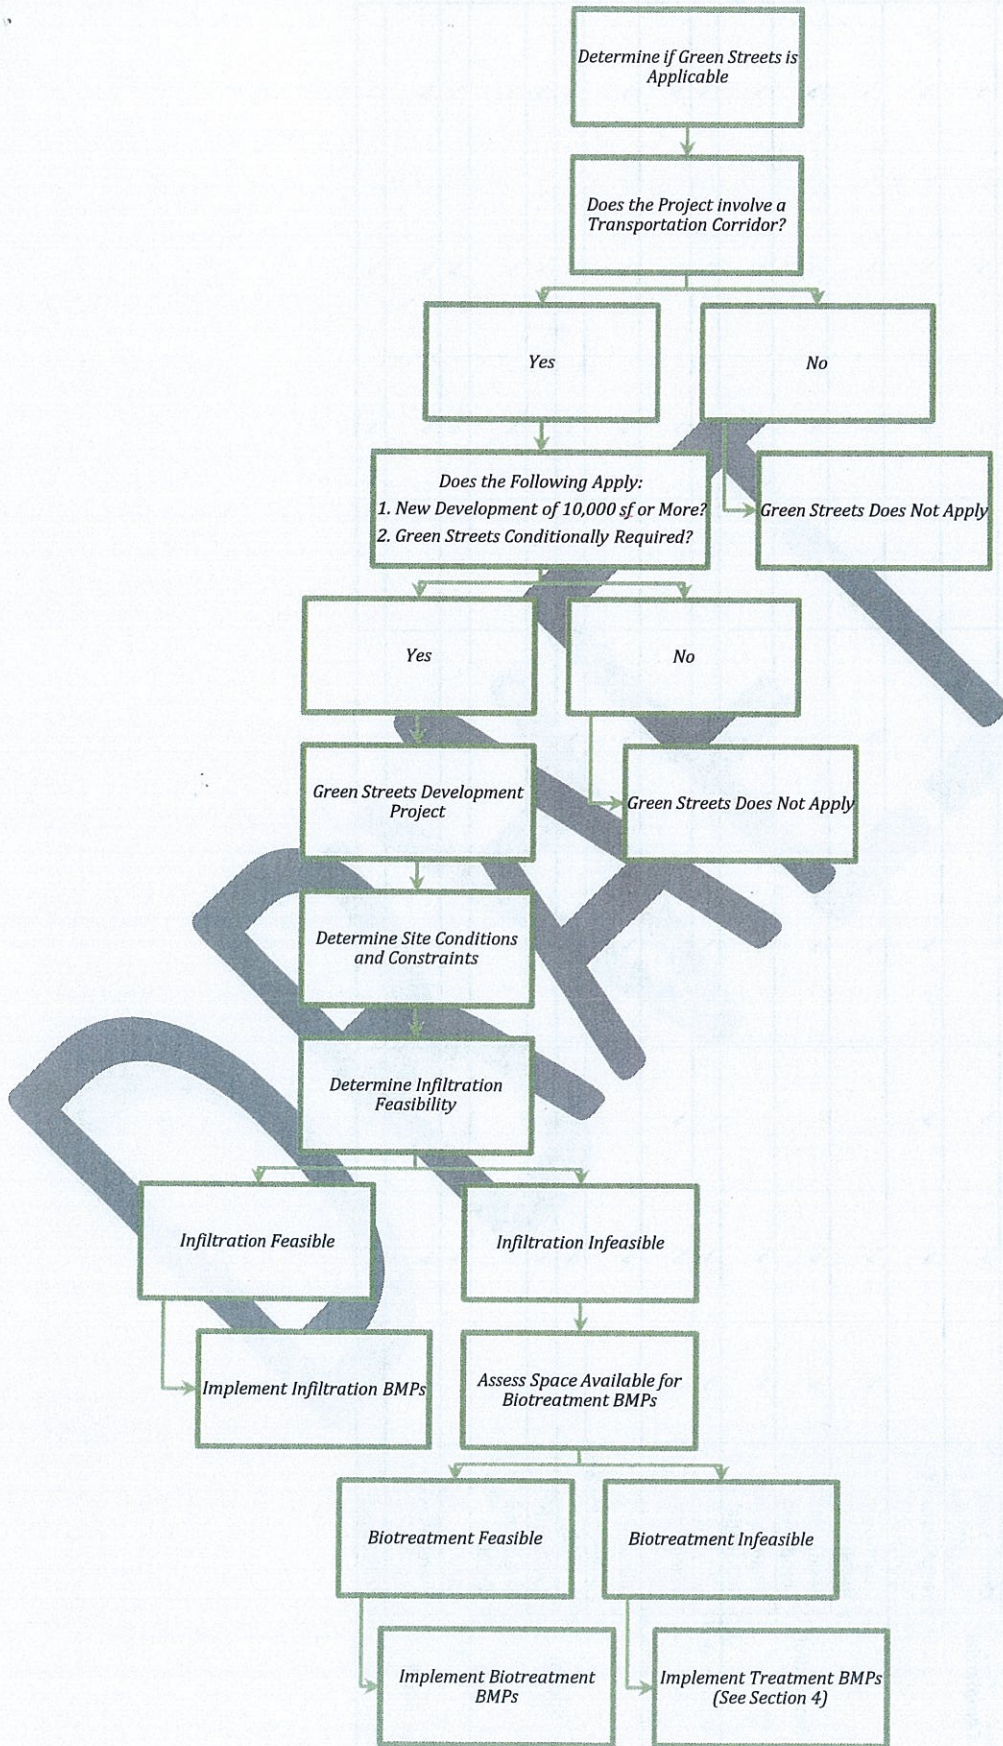 Determine if Green Streets is
Applicable
Does the Project involve a
Transportation Corridor?
Yes
No
Does the Following Apply:
1. New Development of 10,000 sf or More?
2. Green Streets Conditionally Required?
Green Streets Does Not Apply
Yes
No
Green Streets Development
Project
Green Streets Does Not Apply
Determine Site Conditions
and Constraints
Determine Infiltration
Feasibility
Infiltration Feasible
Infiltration Infeasible
Implement Infiltration BMPs
Assess Space Available for
Biotreatment BMPs
Biotreatment Feasible
Biotreatment Infeasible
Implement Biotreatment
BMPs
Implement Treatment BMPs
(See Section 4)
DRAFT